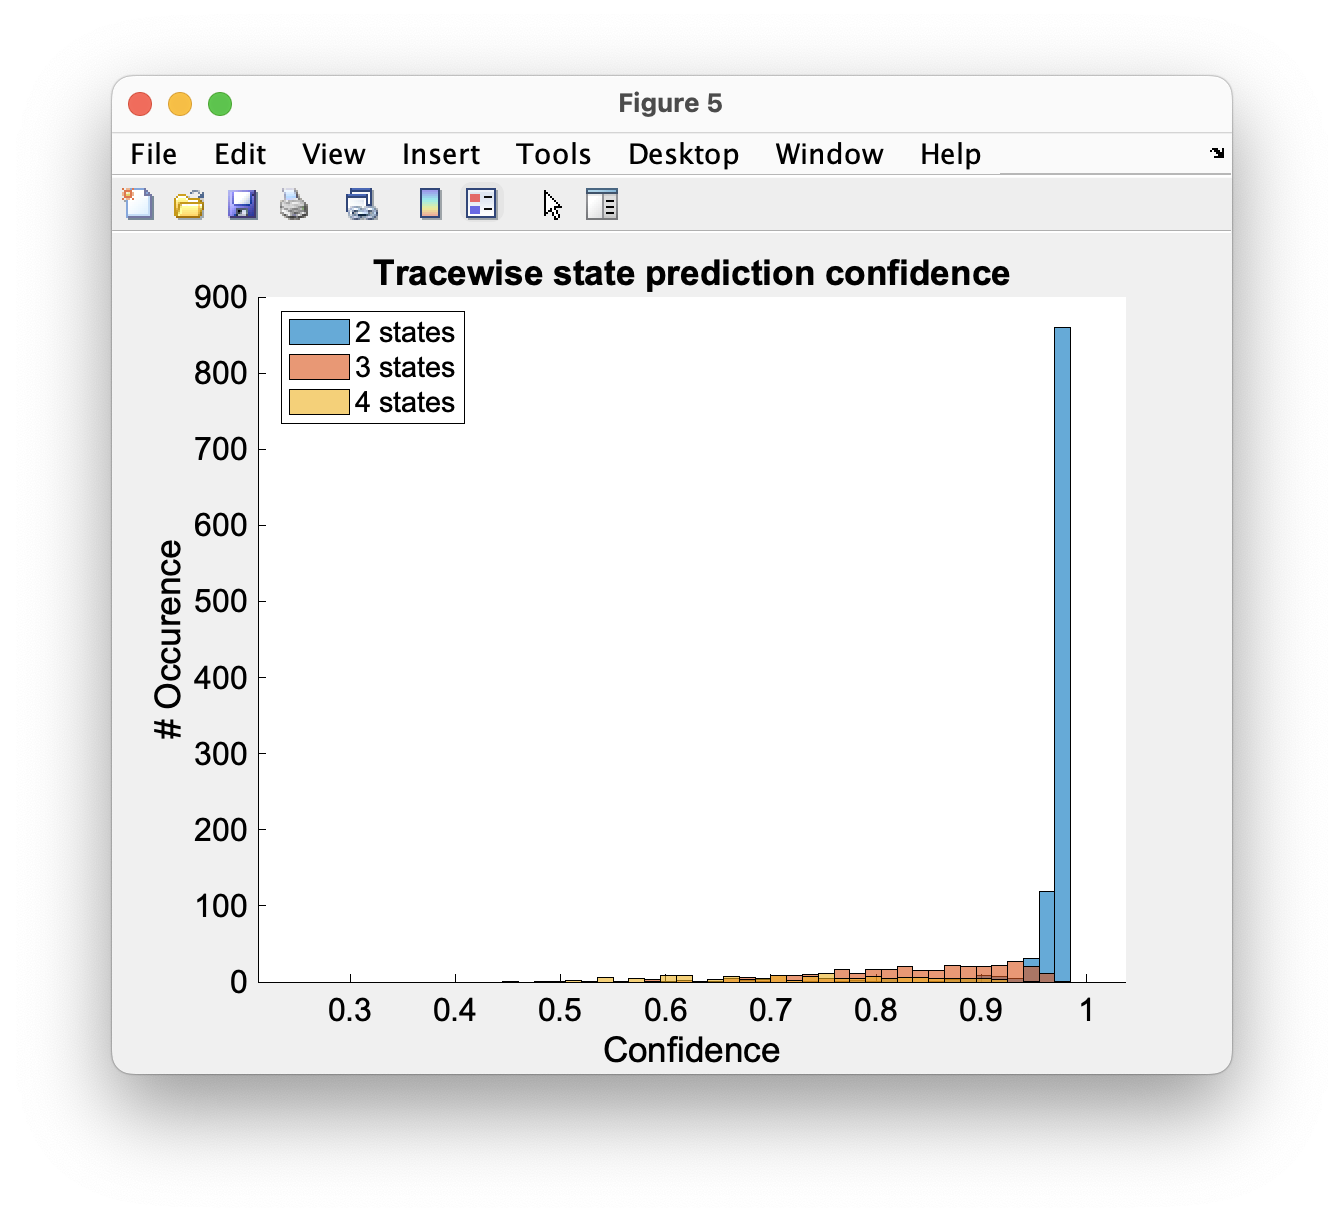 Figure 5
File Edit View Insert Tools Desktop Window Help
Tracewise state prediction confidence
900
800
700
600
500
400
300
200
100
0
# Occurence
2 states
3 states
4 states
0.3 0.4 0.5 0.6 0.7 0.8 0.9 1
Confidence